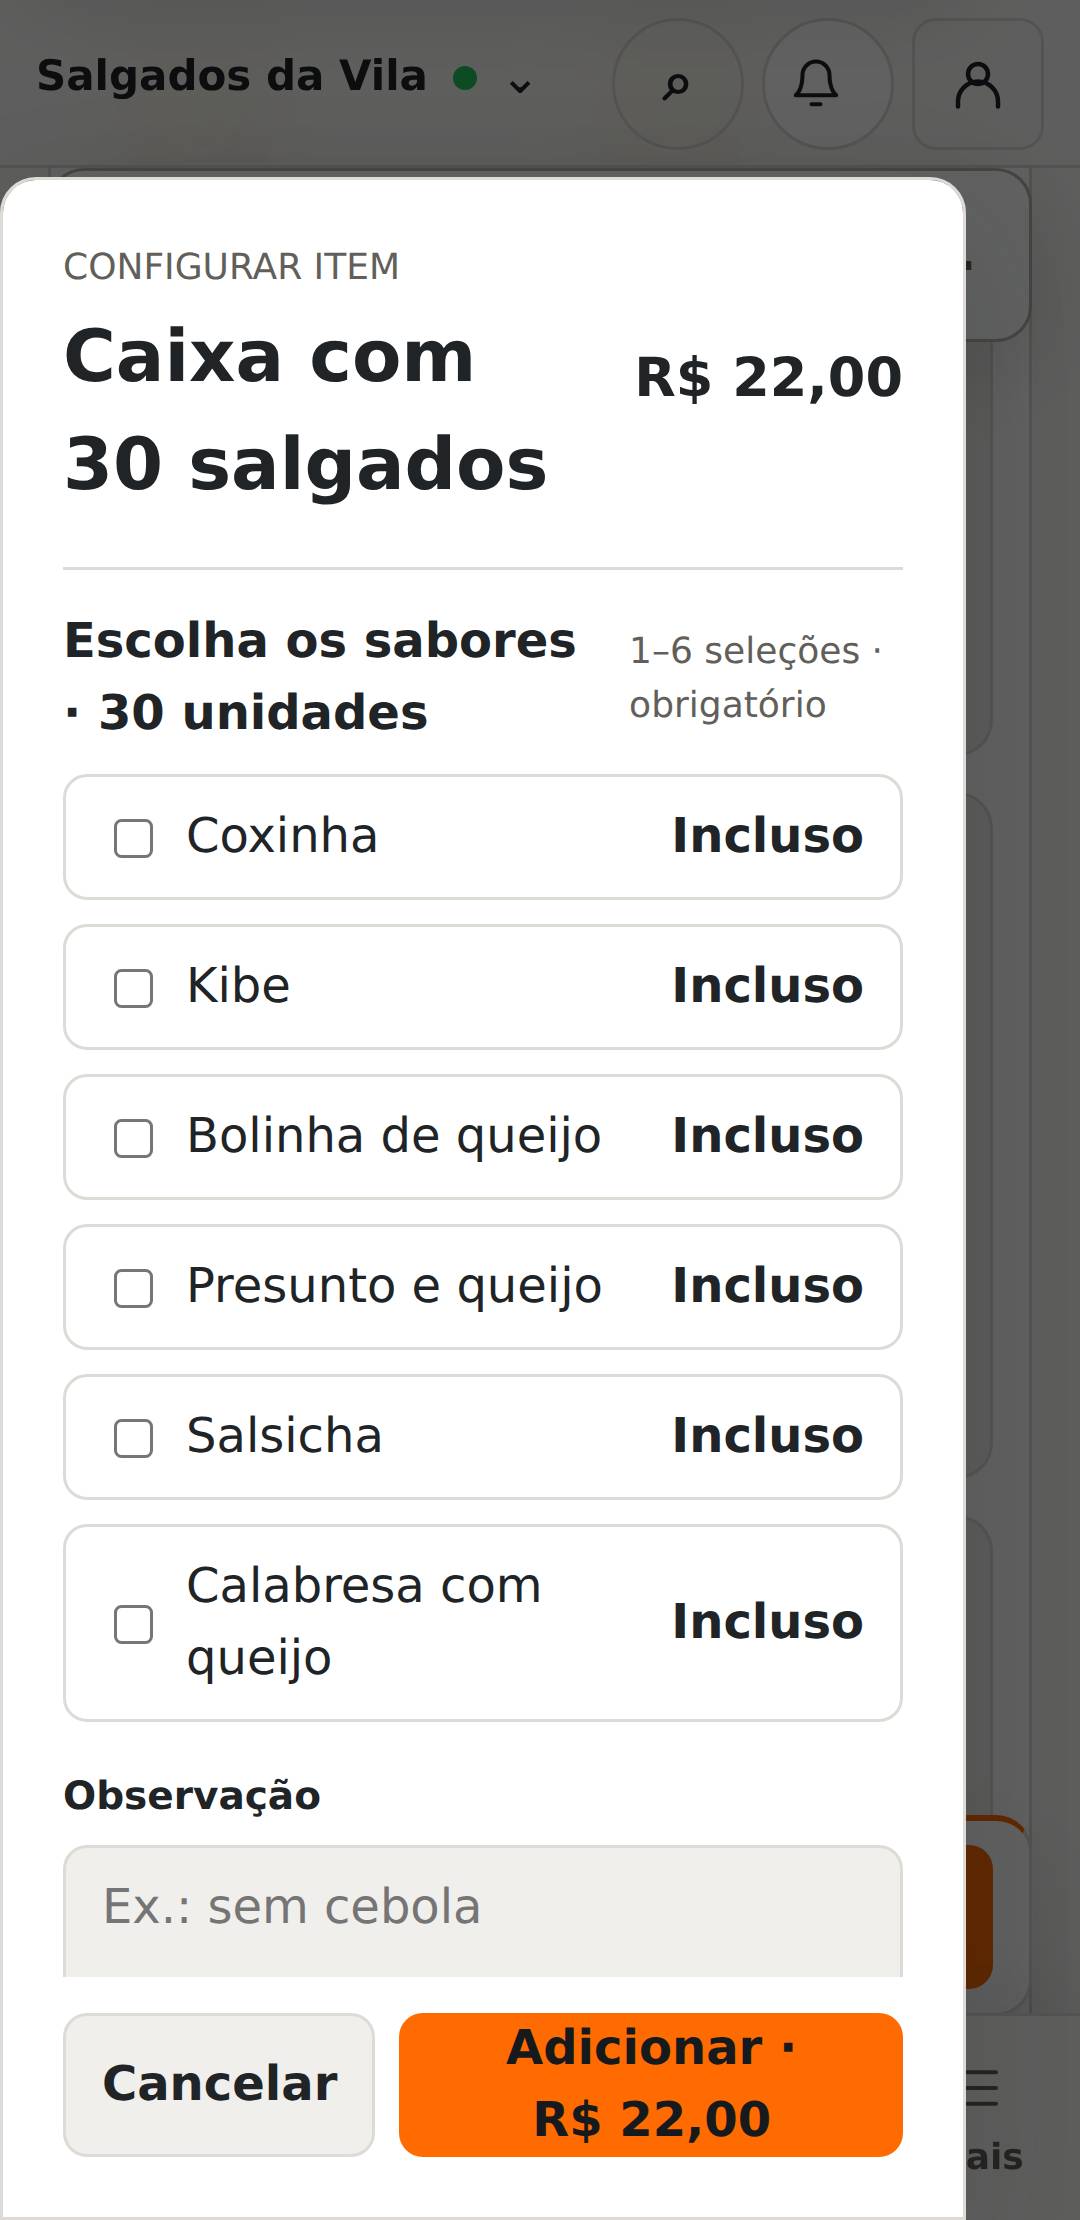 Salgados da Vila
CONFIGURAR ITEM
Caixa com
30 salgados
R$ 22,00
Escolha os sabores
· 30 unidades
1–6 seleções ·
obrigatório
Coxinha
Incluso
Kibe
Incluso
Bolinha de queijo
Incluso
Presunto e queijo
Incluso
Salsicha
Incluso
Calabresa com
queijo
Incluso
Observação
Ex.: sem cebola
Cancelar
Adicionar ·
R$ 22,00
ais